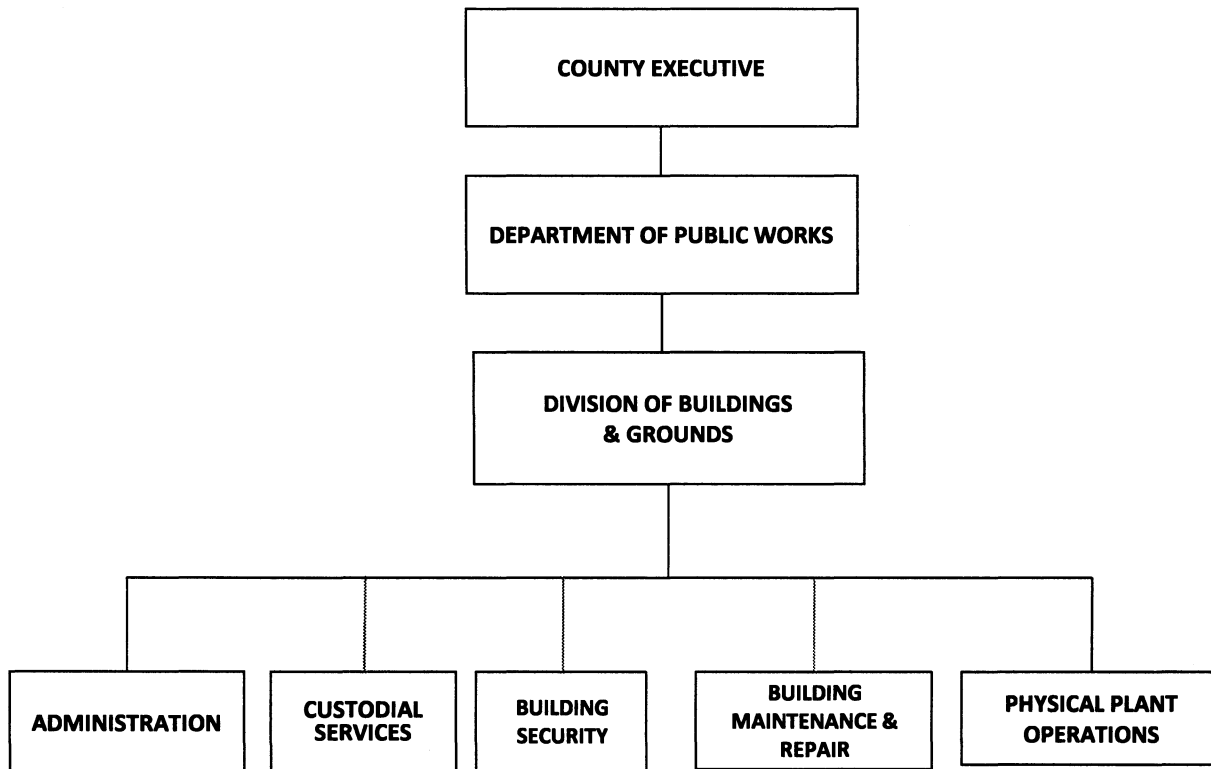 COUNTY EXECUTIVE
DEPARTMENT OF PUBLIC WORKS
DIVISION OF BUILDINGS
& GROUNDS
ADMINISTRATION
CUSTODIAL
SERVICES
BUILDING
SECURITY
BUILDING
MAINTENANCE &
REPAIR
PHYSICAL PLANT
OPERATIONS